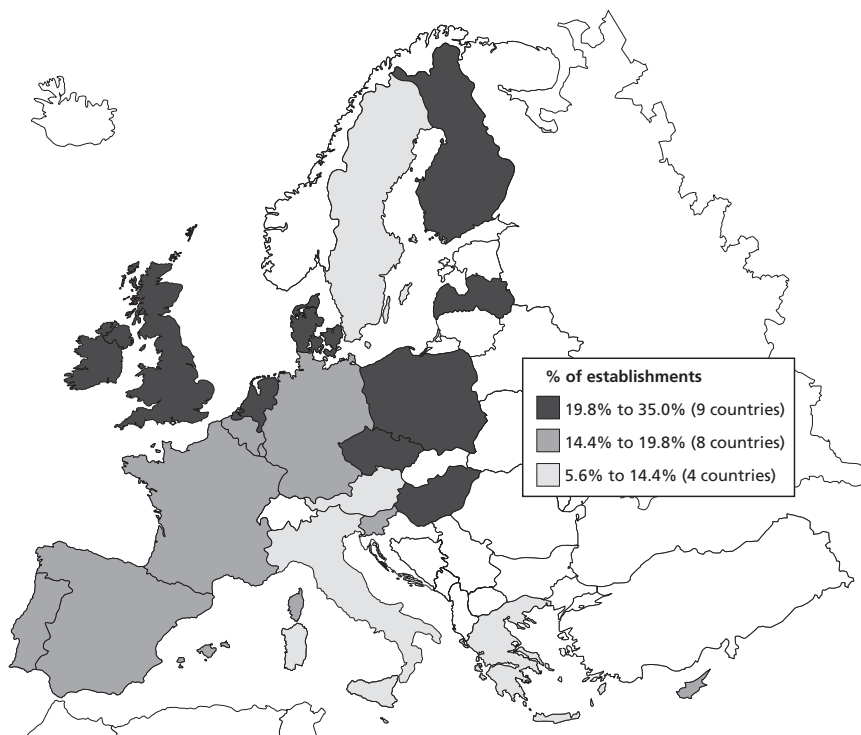 % of establishments
19.8% to 35.0% (9 countries)
14.4% to 19.8% (8 countries)
5.6% to 14.4% (4 countries)